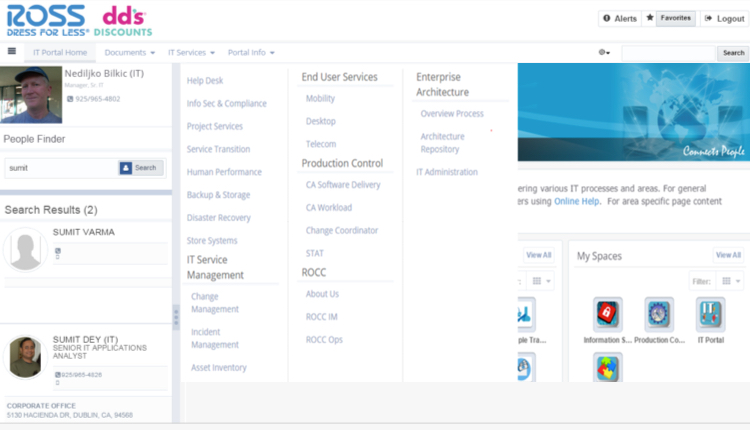 ROSS
DRESS FOR LESS®
dd's
DISCOUNTS
Alerts
Favorites
Logout
IT Portal Home
Documents
IT Services
Portal Info
Search
Nediljko Bilkic (IT)
Manager, Sr. IT
925/965-4802
People Finder
sumit
Search
Search Results (2)
SUMIT VARMA
SUMIT DEY (IT)
SENIOR IT APPLICATIONS
ANALYST
925/965-4626
CORPORATE OFFICE
5130 HACIENDA DR, DUBLIN, CA, 94568
Help Desk
Info Sec & Compliance
Project Services
Service Transition
Human Performance
Backup & Storage
Disaster Recovery
Store Systems
IT Service
Management
Change
Management
Incident
Management
Asset Inventory
End User Services
Mobility
Desktop
Telecom
Production Control
CA Software Delivery
CA Workload
Change Coordinator
STAT
ROCC
About Us
ROCC IM
ROCC Ops
Enterprise
Architecture
Overview Process
Architecture
Repository
IT Administration
Connects People
ering various IT processes and areas. For general
ers using Online Help. For area specific page content
View All
ple Tra...
My Spaces
View All
Filter:
Information S...
Production Co...
IT Portal
IT